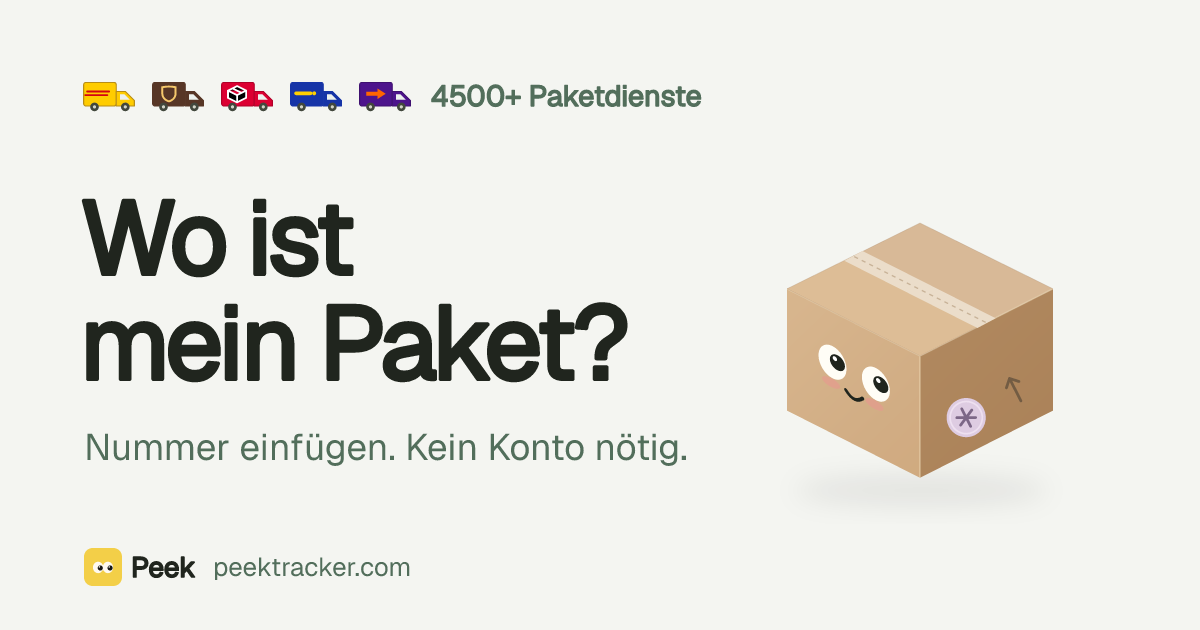 4500+ Paketdienste
Wo ist
mein Paket?
Nummer einfügen. Kein Konto nötig.
Peek peektracker.com